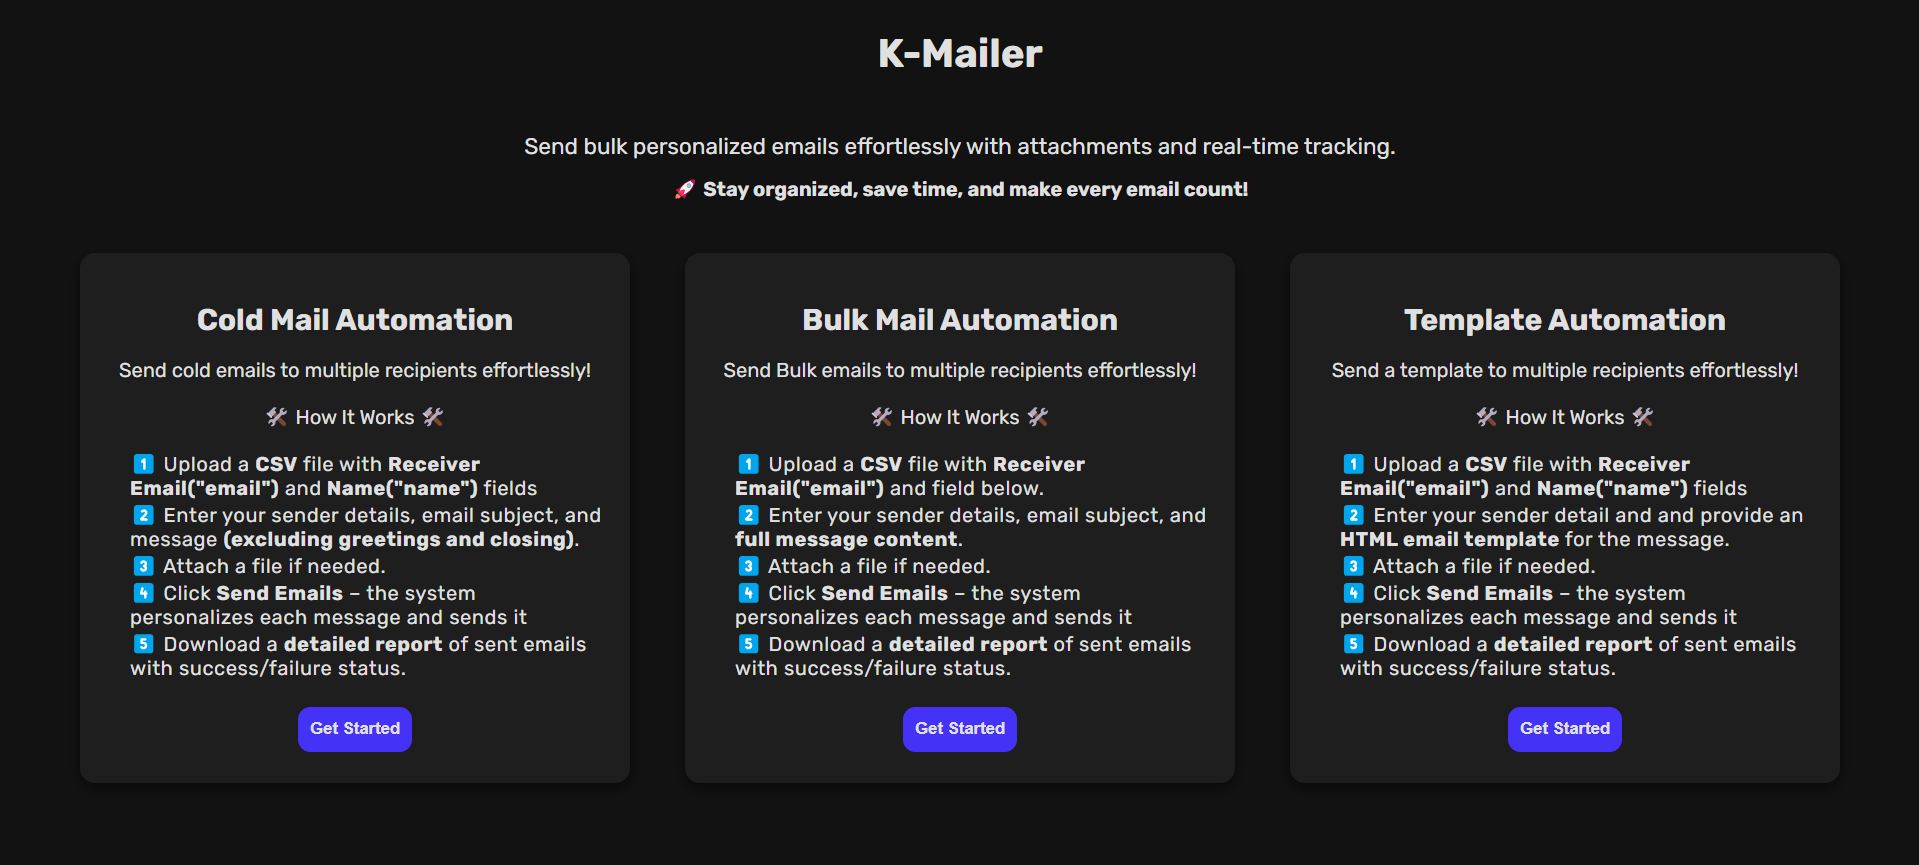 K-Mailer
Send bulk personalized emails effortlessly with attachments and real-time tracking.
🚀 Stay organized, save time, and make every email count!
Cold Mail Automation
Send cold emails to multiple recipients effortlessly!
🛠️ How It Works 🛠️
1️⃣ Upload a CSV file with Receiver
Email("email") and Name("name") fields
2️⃣ Enter your sender details, email subject, and
message (excluding greetings and closing).
3️⃣ Attach a file if needed.
4️⃣ Click Send Emails – the system
personalizes each message and sends it
5️⃣ Download a detailed report of sent emails
with success/failure status.
Get Started
Bulk Mail Automation
Send Bulk emails to multiple recipients effortlessly!
🛠️ How It Works 🛠️
1️⃣ Upload a CSV file with Receiver
Email("email") and field below.
2️⃣ Enter your sender details, email subject, and
full message content.
3️⃣ Attach a file if needed.
4️⃣ Click Send Emails – the system
personalizes each message and sends it
5️⃣ Download a detailed report of sent emails
with success/failure status.
Get Started
Template Automation
Send a template to multiple recipients effortlessly!
🛠️ How It Works 🛠️
1️⃣ Upload a CSV file with Receiver
Email("email") and Name("name") fields
2️⃣ Enter your sender detail and and provide an
HTML email template for the message.
3️⃣ Attach a file if needed.
4️⃣ Click Send Emails – the system
personalizes each message and sends it
5️⃣ Download a detailed report of sent emails
with success/failure status.
Get Started